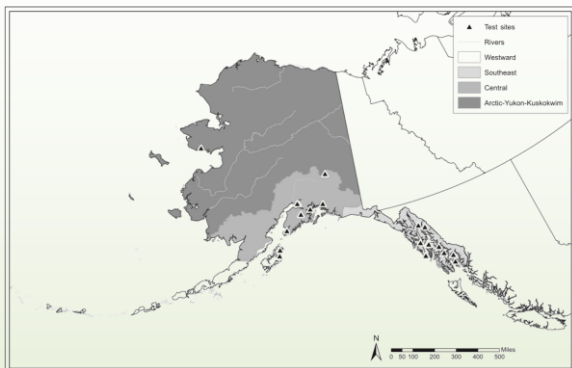 Test sites
Rivers
Westward
Southeast
Central
Arctic-Yukon-Kuskokwim
N
Miles
0 50 100 200 300 400 500